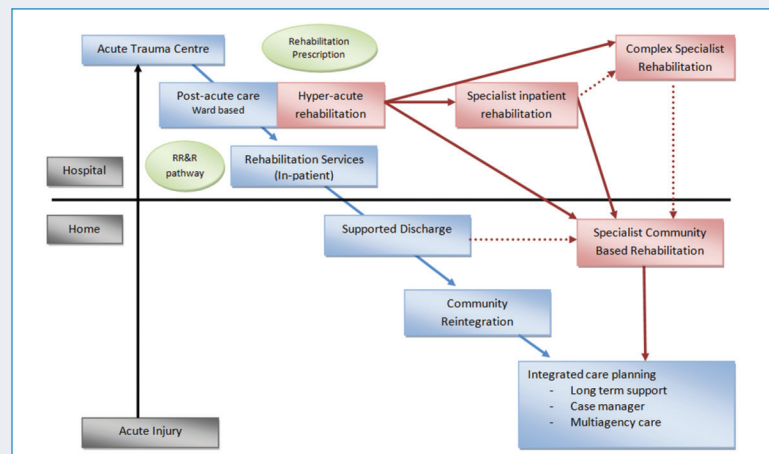 Acute Trauma Centre
Rehabilitation
Prescription
Complex Specialist
Rehabilitation
Post-acute care
Ward based
Hyper-acute
rehabilitation
Specialist inpatient
rehabilitation
RR&R
pathway
Rehabilitation Services
(In-patient)
Hospital
Home
Supported Discharge
Specialist Community
Based Rehabilitation
Community
Reintegration
Integrated care planning
- Long term support
- Case manager
- Multiagency care
Acute Injury